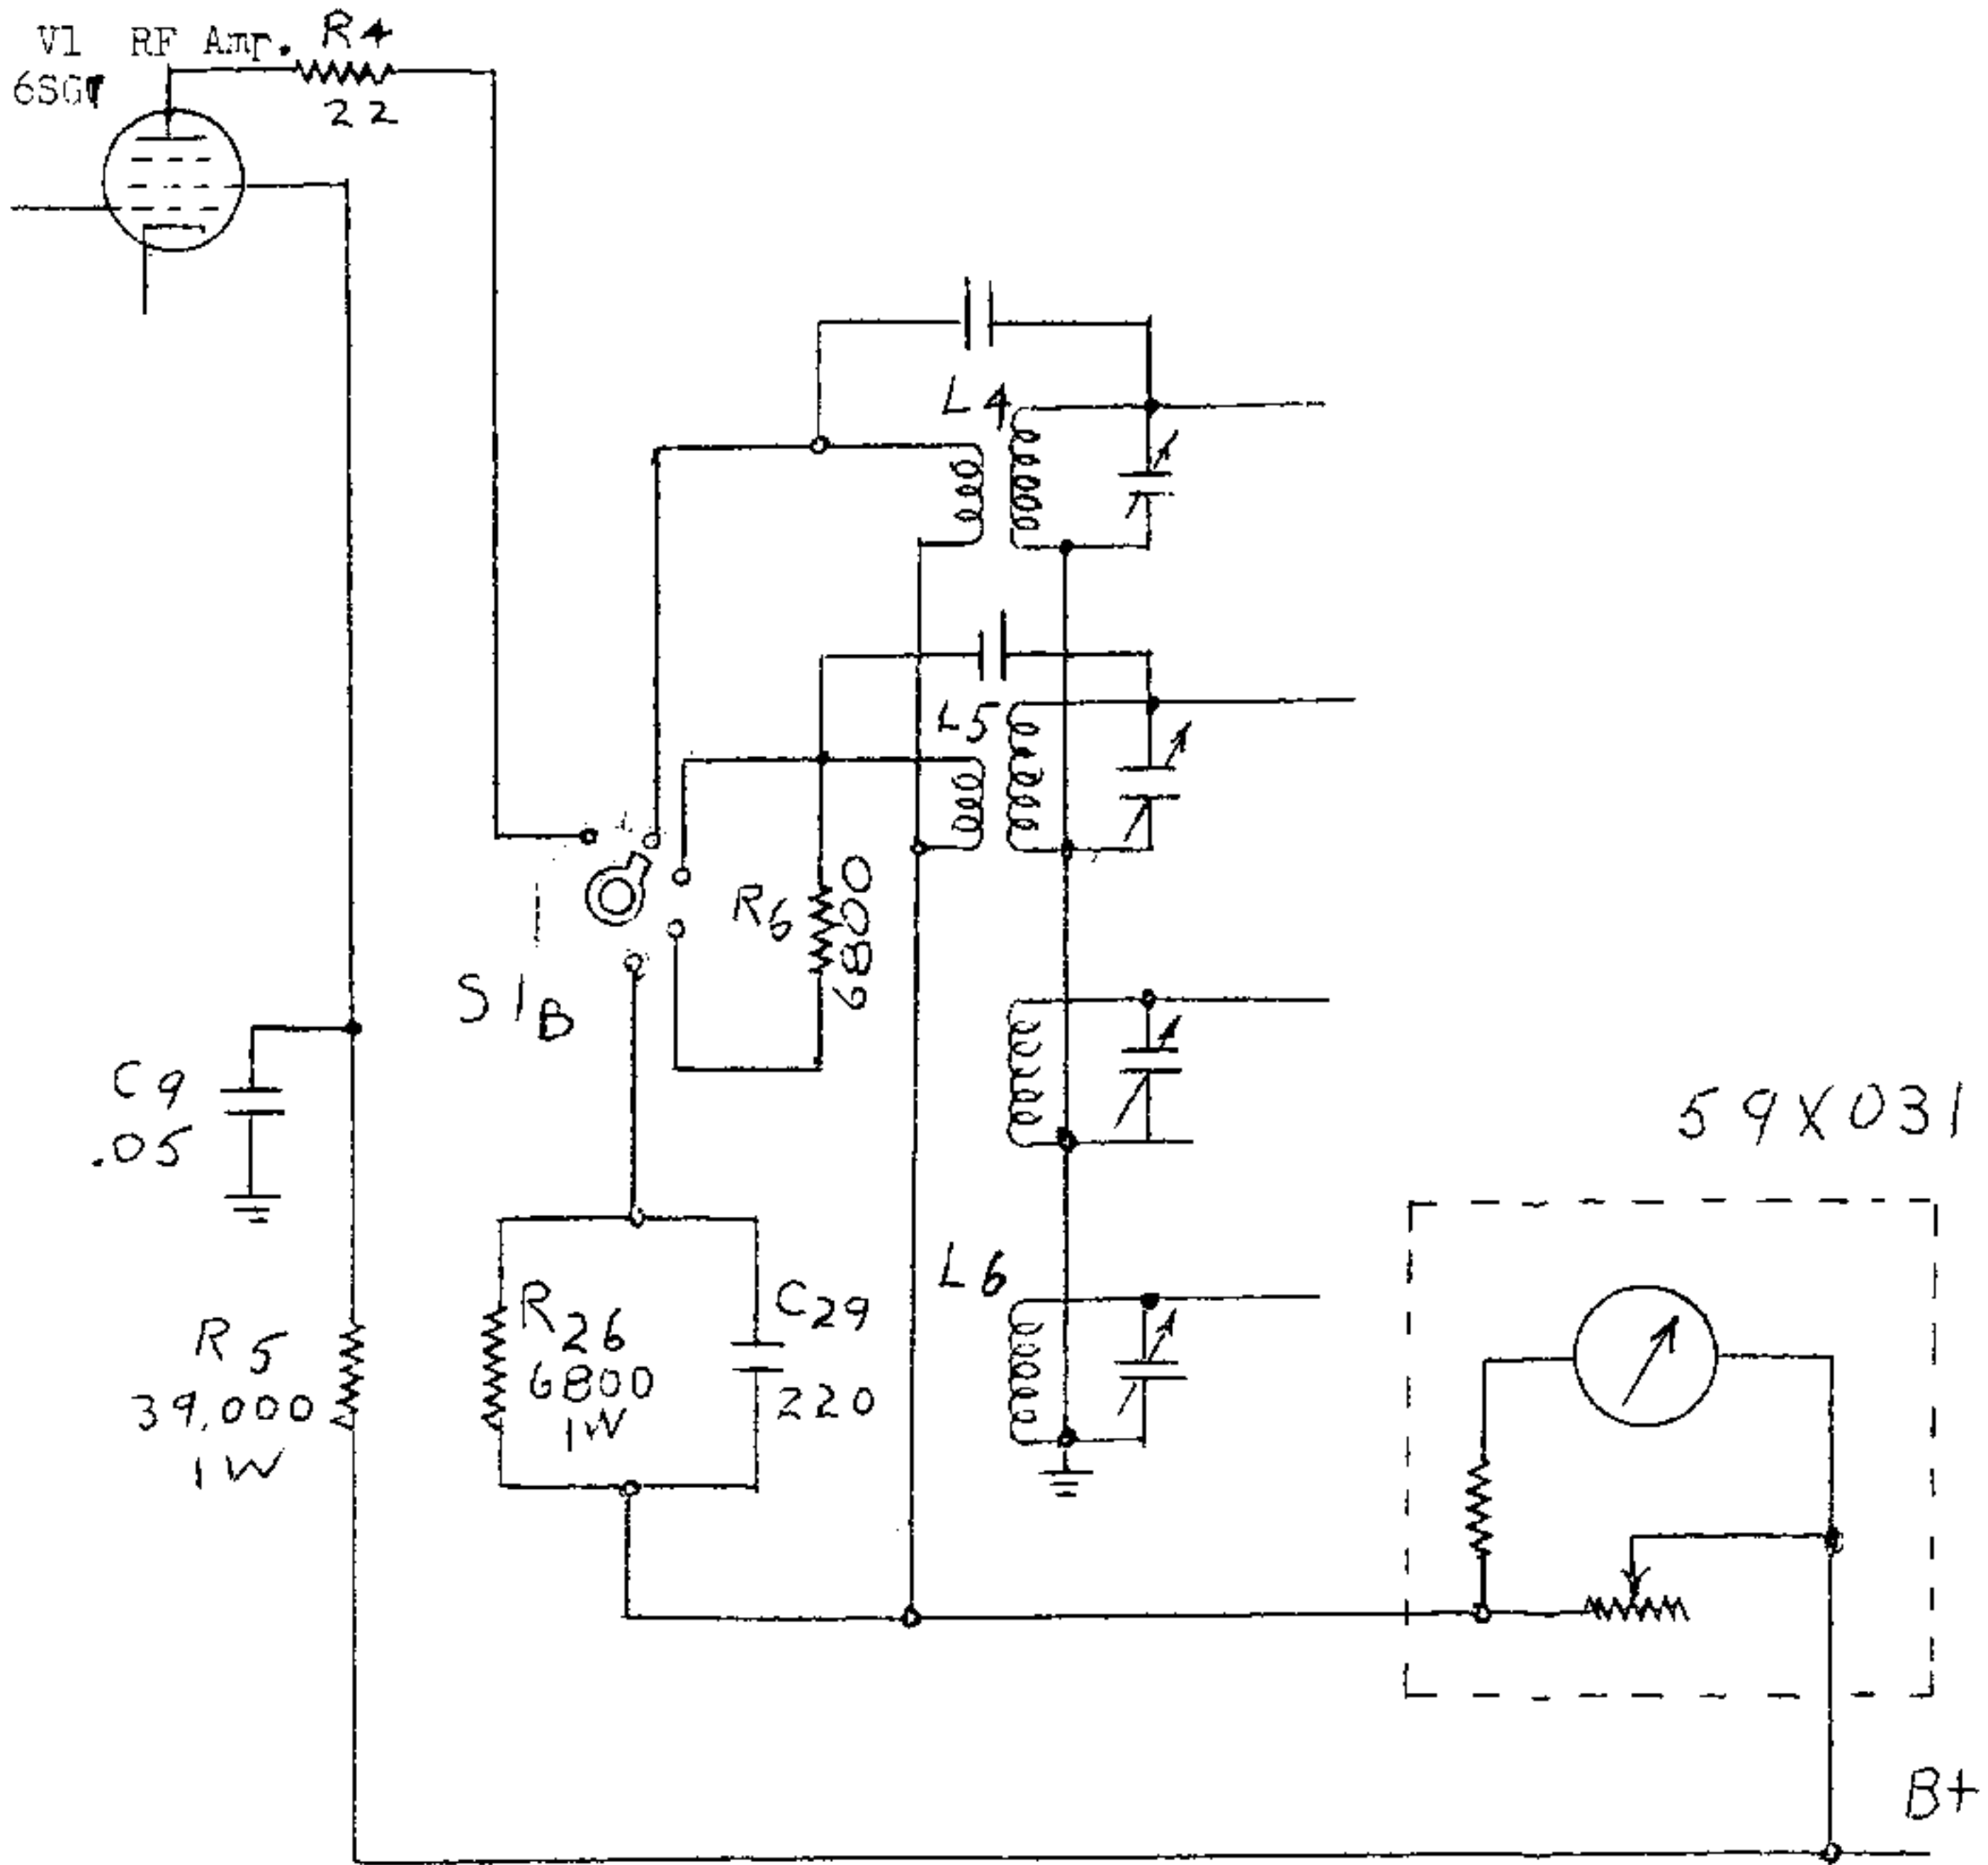 V1 RF Amp.
6SG7
R4
22
L4
L5
R6
6800
S1B
C9
.05
59X031
L6
R26
6800
1W
C29
220
R5
39,000
1W
B+